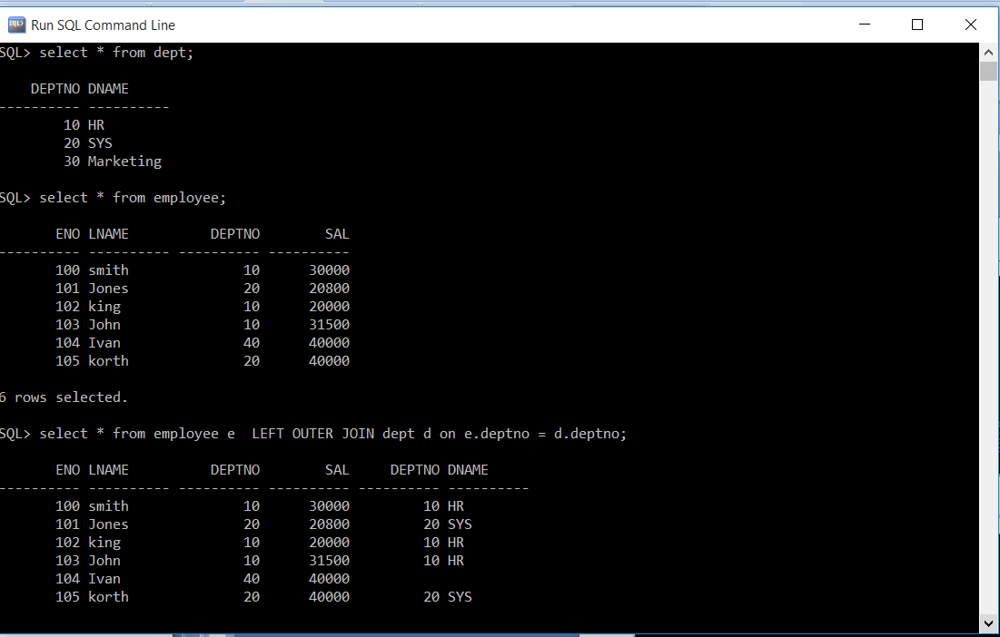 Run SQL Command Line
SQL> select * from dept;
    DEPTNO DNAME
---------- ----------
        10 HR
        20 SYS
        30 Marketing
SQL> select * from employee;
       ENO LNAME          DEPTNO        SAL
---------- ---------- ---------- ----------
       100 smith              10      30000
       101 Jones              20      20800
       102 king               10      20000
       103 John               10      31500
       104 Ivan               40      40000
       105 korth              20      40000
6 rows selected.
SQL> select * from employee e  LEFT OUTER JOIN dept d on e.deptno = d.deptno;
       ENO LNAME          DEPTNO        SAL     DEPTNO DNAME
---------- ---------- ---------- ---------- ---------- ----------
       100 smith              10      30000         10 HR
       101 Jones              20      20800         20 SYS
       102 king               10      20000         10 HR
       103 John               10      31500         10 HR
       104 Ivan               40      40000
       105 korth              20      40000         20 SYS